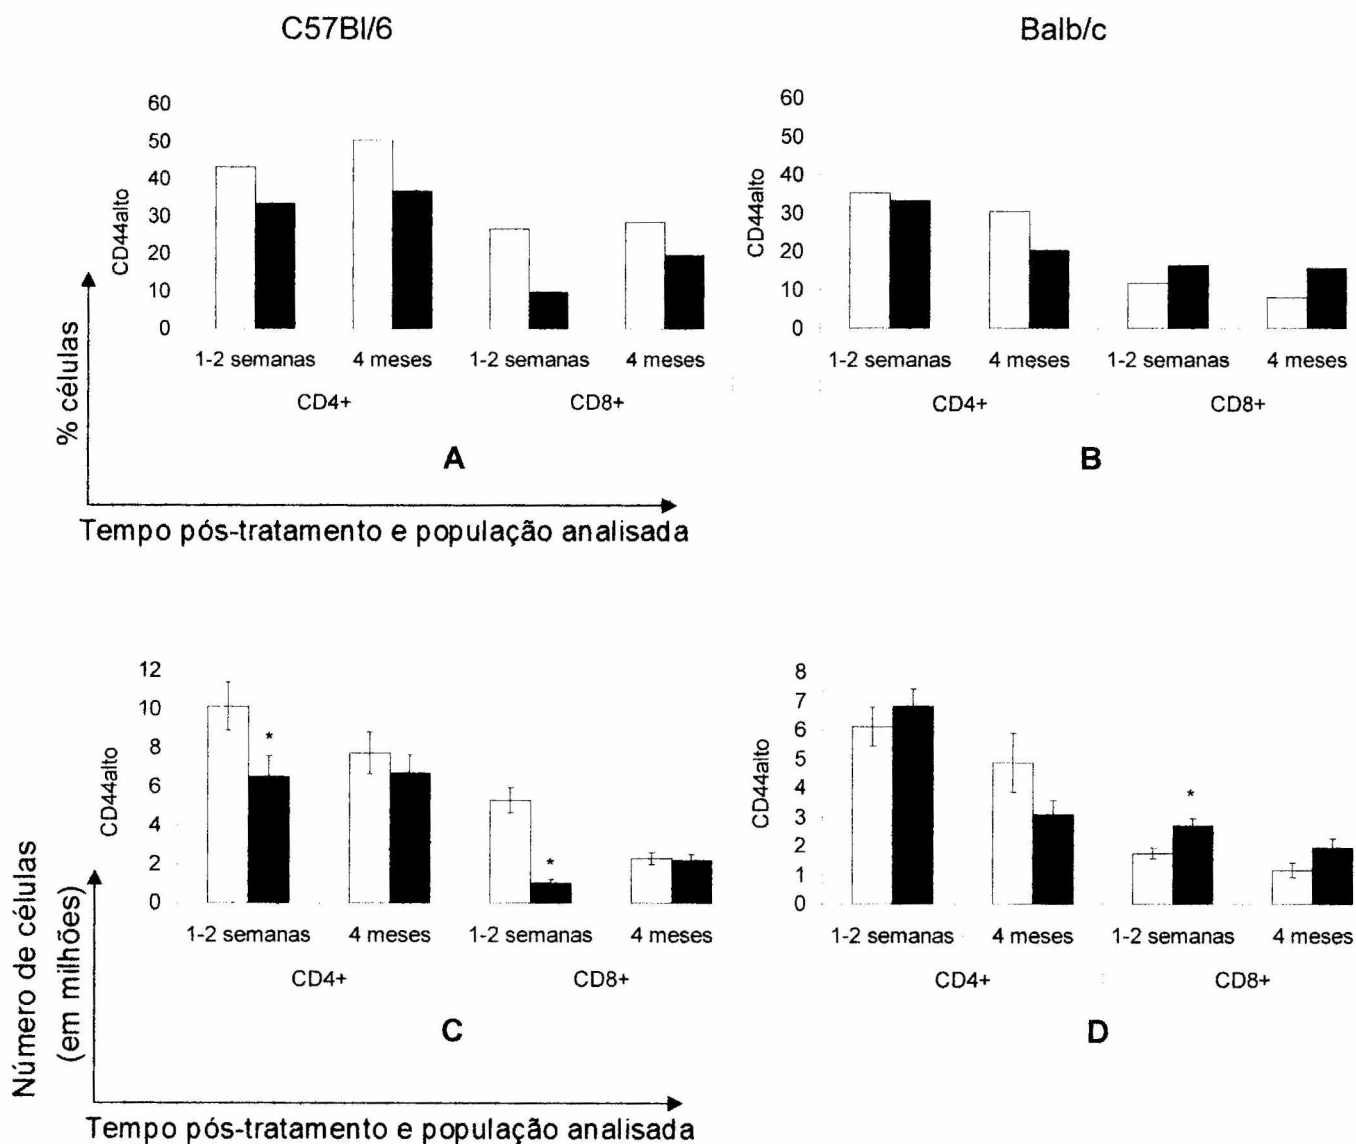 C57Bl/6
Balb/c
60
50
40
30
20
10
0
CD44alto
% células
1-2 semanas
4 meses
1-2 semanas
4 meses
CD4+
CD8+
A
Tempo pós-tratamento e população analisada
60
50
40
30
20
10
0
CD44alto
1-2 semanas
4 meses
1-2 semanas
4 meses
CD4+
CD8+
B
12
10
8
6
4
2
0
CD44alto
*
*
Número de células
(em milhões)
1-2 semanas
4 meses
1-2 semanas
4 meses
CD4+
CD8+
C
Tempo pós-tratamento e população analisada
8
7
6
5
4
3
2
1
0
CD44alto
*
1-2 semanas
4 meses
1-2 semanas
4 meses
CD4+
CD8+
D